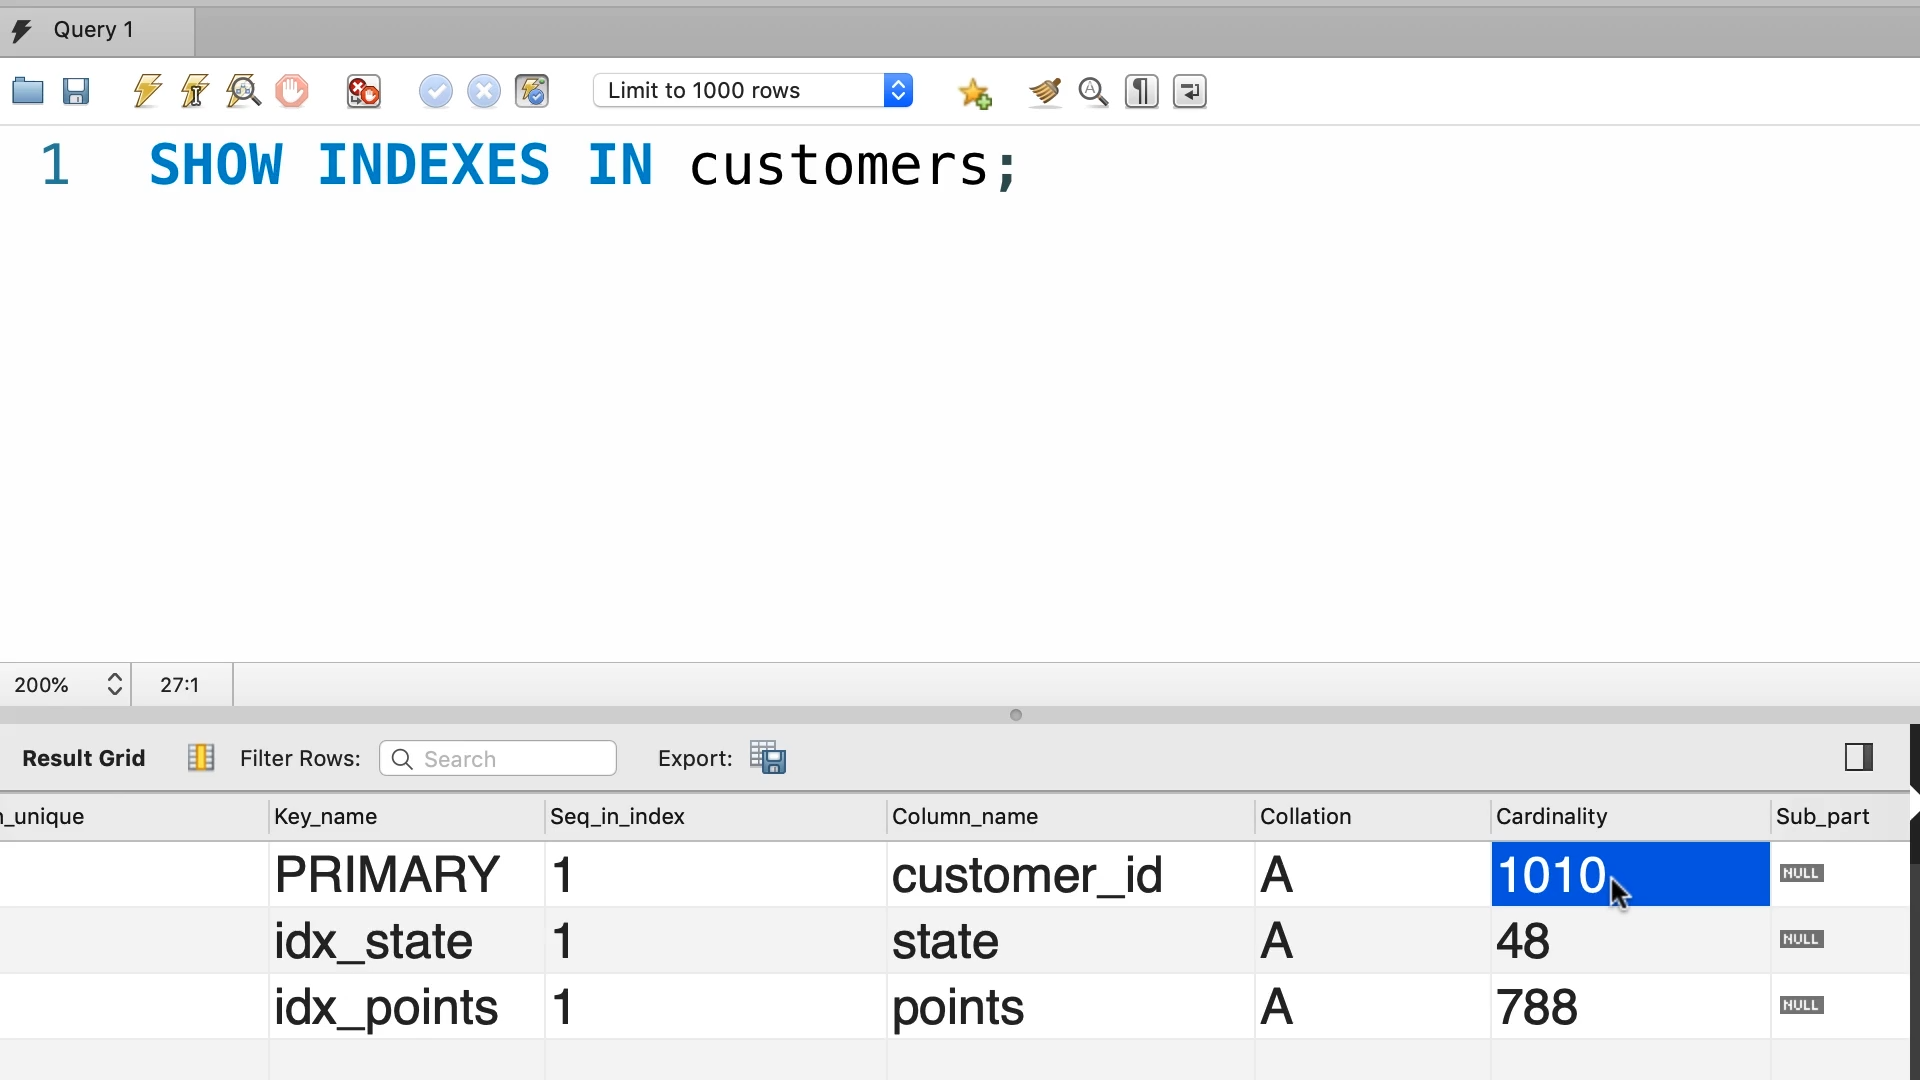 Query 1
Limit to 1000 rows
1 SHOW INDEXES IN customers;
200% 27:1
Result Grid Filter Rows: Search Export:
_unique Key_name Seq_in_index Column_name Collation Cardinality Sub_part
PRIMARY 1 customer_id A 1010 NULL
idx_state 1 state A 48 NULL
idx_points 1 points A 788 NULL